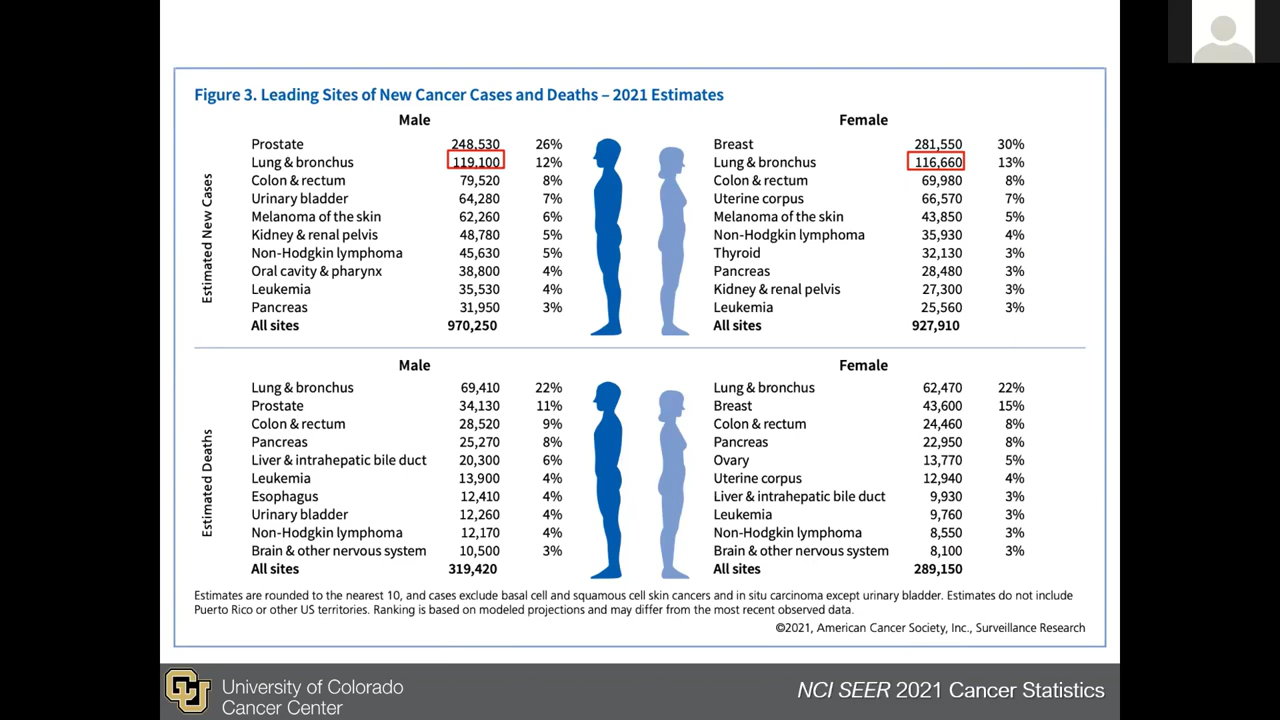 Figure 3. Leading Sites of New Cancer Cases and Deaths – 2021 Estimates
Male Female
Estimated New Cases
Prostate 248,530 26% Breast 281,550 30%
Lung & bronchus 119,100 12% Lung & bronchus 116,660 13%
Colon & rectum 79,520 8% Colon & rectum 69,980 8%
Urinary bladder 64,280 7% Uterine corpus 66,570 7%
Melanoma of the skin 62,260 6% Melanoma of the skin 43,850 5%
Kidney & renal pelvis 48,780 5% Non-Hodgkin lymphoma 35,930 4%
Non-Hodgkin lymphoma 45,630 5% Thyroid 32,130 3%
Oral cavity & pharynx 38,800 4% Pancreas 28,480 3%
Leukemia 35,530 4% Kidney & renal pelvis 27,300 3%
Pancreas 31,950 3% Leukemia 25,560 3%
All sites 970,250 All sites 927,910
Male Female
Estimated Deaths
Lung & bronchus 69,410 22% Lung & bronchus 62,470 22%
Prostate 34,130 11% Breast 43,600 15%
Colon & rectum 28,520 9% Colon & rectum 24,460 8%
Pancreas 25,270 8% Pancreas 22,950 8%
Liver & intrahepatic bile duct 20,300 6% Ovary 13,770 5%
Leukemia 13,900 4% Uterine corpus 12,940 4%
Esophagus 12,410 4% Liver & intrahepatic bile duct 9,930 3%
Urinary bladder 12,260 4% Leukemia 9,760 3%
Non-Hodgkin lymphoma 12,170 4% Non-Hodgkin lymphoma 8,550 3%
Brain & other nervous system 10,500 3% Brain & other nervous system 8,100 3%
All sites 319,420 All sites 289,150
Estimates are rounded to the nearest 10, and cases exclude basal cell and squamous cell skin cancers and in situ carcinoma except urinary bladder. Estimates do not include
Puerto Rico or other US territories. Ranking is based on modeled projections and may differ from the most recent observed data.
©2021, American Cancer Society, Inc., Surveillance Research
CU
University of Colorado
Cancer Center
NCI SEER 2021 Cancer Statistics